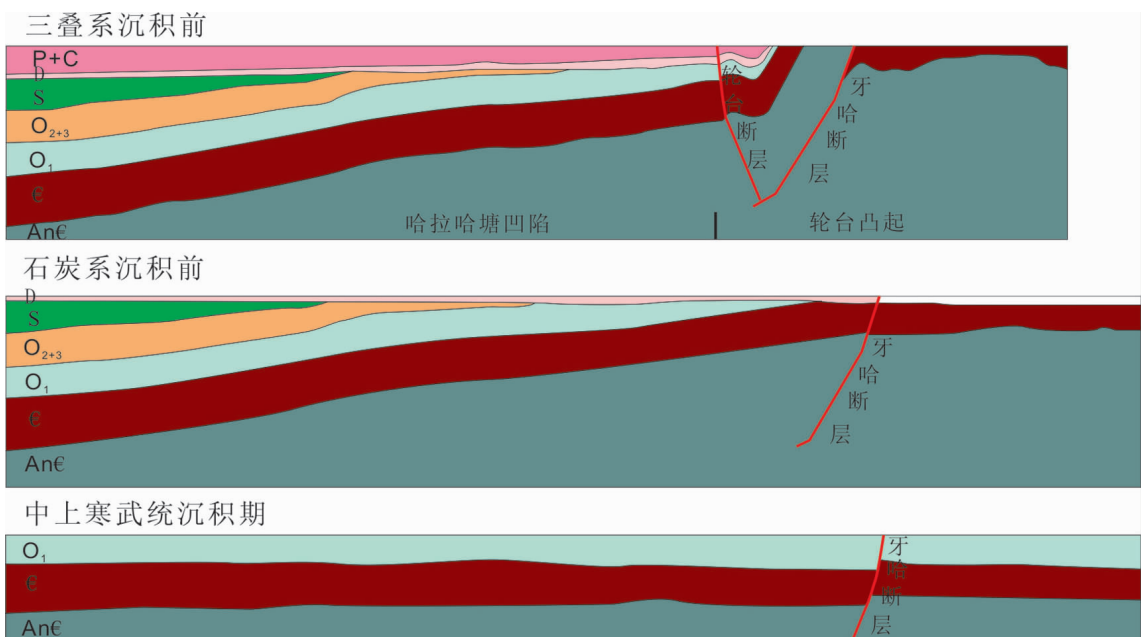 三叠系沉积前
P+C
D
S
O₂₊₃
O₁
Є
AnЄ
轮台断层
牙哈断层
哈拉哈塘凹陷
轮台凸起
石炭系沉积前
D
S
O₂₊₃
O₁
Є
AnЄ
牙哈断层
中上寒武统沉积期
O₁
Є
AnЄ
牙哈断层